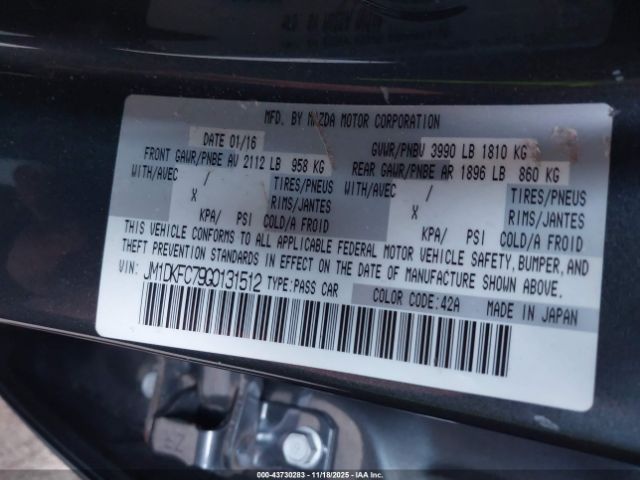 MFD. BY MAZDA MOTOR CORPORATION
DATE 01/16 GVWR/PNBV 3990 LB 1810 KG
FRONT GAWR/PNBE AV 2112 LB 958 KG REAR GAWR/PNBE AR 1896 LB 860 KG
WITH/AVEC / TIRES/PNEUS WITH/AVEC / TIRES/PNEUS
X RIMS/JANTES X RIMS/JANTES
KPA/ PSI COLD/A FROID KPA/ PSI COLD/A FROID
THIS VEHICLE CONFORMS TO ALL APPLICABLE FEDERAL MOTOR VEHICLE SAFETY, BUMPER, AND
THEFT PREVENTION STANDARDS IN EFFECT ON THE DATE OF MANUFACTURE SHOWN ABOVE.
VIN: JM1DKFC79G0131512 TYPE:PASS CAR COLOR CODE:42A MADE IN JAPAN
000-43730283 - 11/18/2025 - IAA Inc.